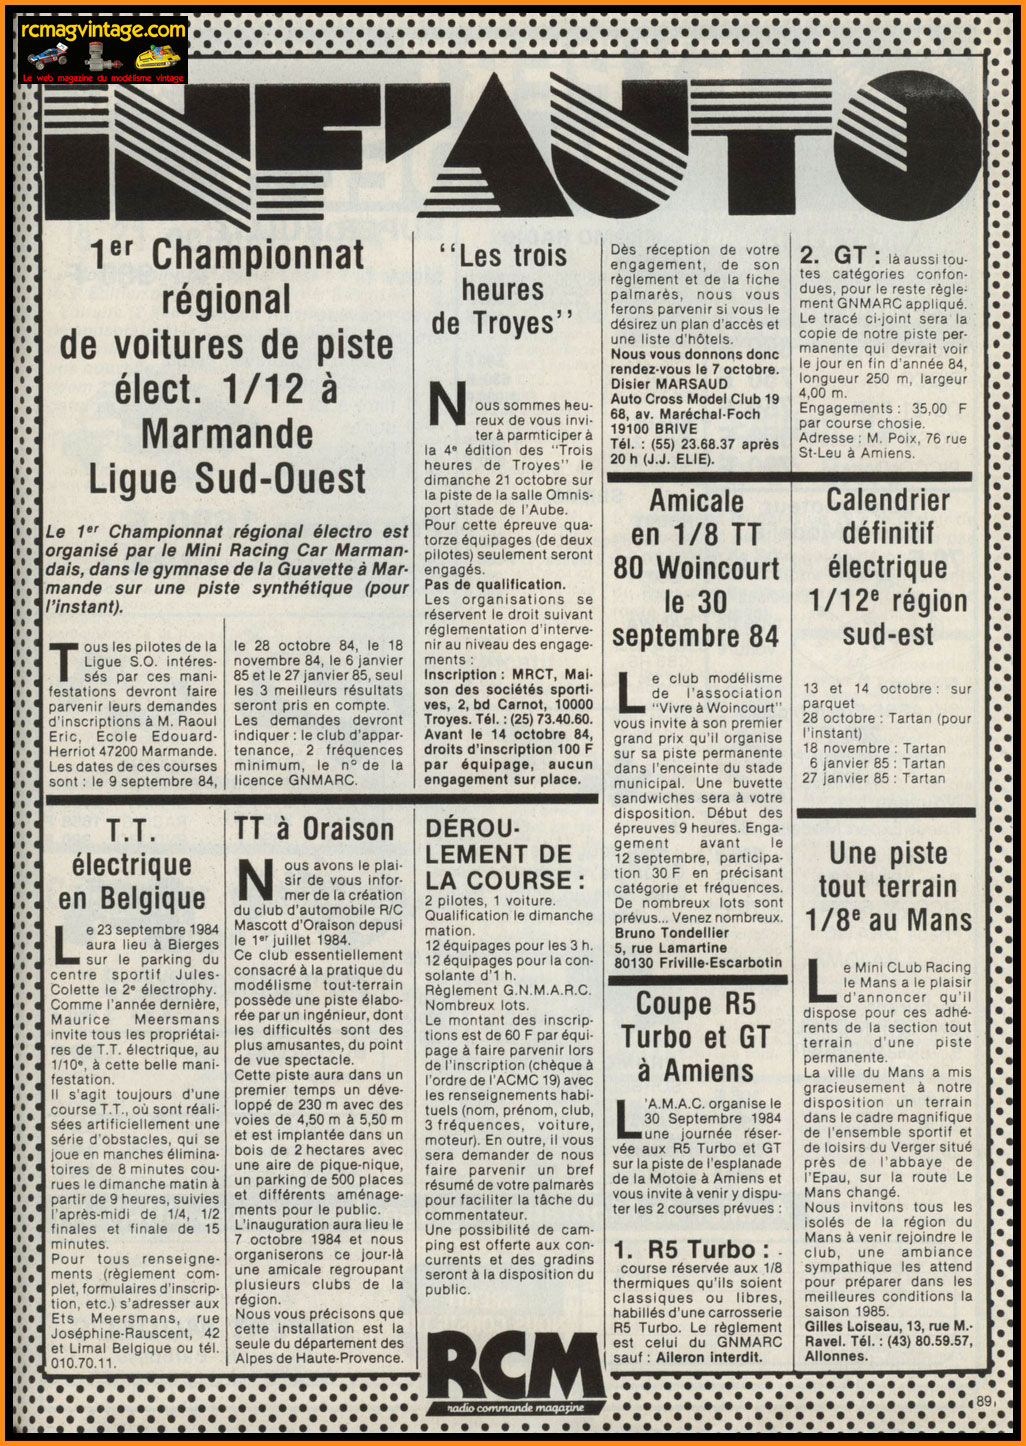 rcmagvintage.com
Le web magazine du modélisme vintage
INF'AUTO
1er Championnat
régional
de voitures de piste
élect. 1/12 à
Marmande
Ligue Sud-Ouest
Le 1er Championnat régional électro est
organisé par le Mini Racing Car Marman-
dais, dans le gymnase de la Guavette à Mar-
mande sur une piste synthétique (pour
l'instant).
Tous les pilotes de la
Ligue S.O. intéres-
sés par ces mani-
festations devront faire
parvenir leurs demandes
d'inscriptions à M. Raoul
Eric, Ecole Edouard-
Herriot 47200 Marmande.
Les dates de ces courses
sont : le 9 septembre 84,
le 28 octobre 84, le 18
novembre 84, le 6 janvier
85 et le 27 janvier 85, seul
les 3 meilleurs résultats
seront pris en compte.
Les demandes devront
indiquer : le club d'appar-
tenance, 2 fréquences
minimum, le n° de la
licence GNMARC.
"Les trois
heures
de Troyes"
Nous sommes heu-
reux de vous invi-
ter à parmticiper à
la 4e édition des "Trois
heures de Troyes" le
dimanche 21 octobre sur
la piste de la salle Omnis-
port stade de l'Aube.
Pour cette épreuve qua-
torze équipages (de deux
pilotes) seulement seront
engagés.
Pas de qualification.
Les organisations se
réservent le droit suivant
réglementation d'interve-
nir au niveau des engage-
ments :
Inscription : MRCT, Mai-
son des sociétés sporti-
ves, 2, bd Carnot, 10000
Troyes. Tél. : (25) 73.40.60.
Avant le 14 octobre 84,
droits d'inscription 100 F
par équipage, aucun
engagement sur place.
T.T.
électrique
en Belgique
Le 23 septembre 1984
aura lieu à Bierges
sur le parking du
centre sportif Jules-
Colette le 2e électrophy.
Comme l'année dernière,
Maurice Meersmans
invite tous les propriétai-
res de T.T. électrique, au
1/10e, à cette belle mani-
festation.
Il s'agit toujours d'une
course T.T., où sont réali-
sées artificiellement une
série d'obstacles, qui se
joue en manches élimina-
toires de 8 minutes cou-
rues le dimanche matin à
partir de 9 heures, suivies
l'après-midi de 1/4, 1/2
finales et finale de 15
minutes.
Pour tous renseigne-
ments (règlement com-
plet, formulaires d'inscrip-
tion, etc.) s'adresser aux
Ets Meersmans, rue
Joséphine-Rauscent, 42
et Limal Belgique ou tél.
010.70.11.
TT à Oraison
Nous avons le plai-
sir de vous infor-
mer de la création
du club d'automobile R/C
Mascott d'Oraison depusi
le 1er juillet 1984.
Ce club essentiellement
consacré à la pratique du
modélisme tout-terrain
possède une piste élabo-
rée par un ingénieur, dont
les difficultés sont des
plus amusantes, du point
de vue spectacle.
Cette piste aura dans un
premier temps un déve-
loppé de 230 m avec des
voies de 4,50 m à 5,50 m
et est implantée dans un
bois de 2 hectares avec
une aire de pique-nique,
un parking de 500 places
et différents aménage-
ments pour le public.
L'inauguration aura lieu le
7 octobre 1984 et nous
organiserons ce jour-là
une amicale regroupant
plusieurs clubs de la
région.
Nous vous précisons que
cette installation est la
seule du département des
Alpes de Haute-Provence.
DÉROU-
LEMENT DE
LA COURSE :
2 pilotes, 1 voiture.
Qualification le dimanche
mation.
12 équipages pour les 3 h.
12 équipages pour la con-
solante d'1 h.
Règlement G.N.M.A.R.C.
Nombreux lots.
Le montant des inscrip-
tions est de 60 F par équi-
page à faire parvenir lors
de l'inscription (chèque à
l'ordre de l'ACMC 19) avec
les renseignements habi-
tuels (nom, prénom, club,
3 fréquences, voiture,
moteur). En outre, il vous
sera demander de nous
faire parvenir un bref
résumé de votre palmarès
pour faciliter la tâche du
commentateur.
Une possibilité de cam-
ping est offerte aux con-
currents et des gradins
seront à la disposition du
public.
Dès réception de votre
engagement, de son
règlement et de la fiche
palmarès, nous vous
ferons parvenir si vous le
désirez un plan d'accès et
une liste d'hôtels.
Nous vous donnons donc
rendez-vous le 7 octobre.
Disier MARSAUD
Auto Cross Model Club 19
68, av. Maréchal-Foch
19100 BRIVE
Tél. : (55) 23.68.37 après
20 h (J.J. ELIE).
Amicale
en 1/8 TT
80 Woincourt
le 30
septembre 84
Le club modélisme
de l'association
"Vivre à Woincourt"
vous invite à son premier
grand prix qu'il organise
sur sa piste permanente
dans l'enceinte du stade
municipal. Une buvette
sandwiches sera à votre
disposition. Début des
épreuves 9 heures. Enga-
gement avant le
12 septembre, participa-
tion 30 F en précisant
catégorie et fréquences.
De nombreux lots sont
prévus... Venez nombreux.
Bruno Tondellier
5, rue Lamartine
80130 Friville-Escarbotin
Coupe R5
Turbo et GT
à Amiens
L'A.M.A.C. organise le
30 Septembre 1984
une journée réser-
vée aux R5 Turbo et GT
sur la piste de l'esplanade
de la Motoie à Amiens et
vous invite à venir y dispu-
ter les 2 courses prévues :
1. R5 Turbo :
course réservée aux 1/8
thermiques qu'ils soient
classiques ou libres,
habillés d'une carrosserie
R5 Turbo. Le règlement
est celui du GNMARC
sauf : Aileron interdit.
2. GT : là aussi tou-
tes catégories confon-
dues, pour le reste règle-
ment GNMARC appliqué.
Le tracé ci-joint sera la
copie de notre piste per-
manente qui devrait voir
le jour en fin d'année 84,
longueur 250 m, largeur
4,00 m.
Engagements : 35,00 F
par course chosie.
Adresse : M. Poix, 76 rue
St-Leu à Amiens.
Calendrier
définitif
électrique
1/12e région
sud-est
13 et 14 octobre : sur
parquet
28 octobre : Tartan (pour
l'instant)
18 novembre : Tartan
6 janvier 85 : Tartan
27 janvier 85 : Tartan
Une piste
tout terrain
1/8e au Mans
Le Mini CLub Racing
le Mans a le plaisir
d'annoncer qu'il
dispose pour ces adhé-
rents de la section tout
terrain d'une piste
permanente.
La ville du Mans a mis
gracieusement à notre
disposition un terrain
dans le cadre magnifique
de l'ensemble sportif et
de loisirs du Verger situé
près de l'abbaye de
l'Epau, sur la route Le
Mans changé.
Nous invitons tous les
isolés de la région du
Mans à venir rejoindre le
club, une ambiance
sympathique les attend
pour préparer dans les
meilleures conditions la
saison 1985.
Gilles Loiseau, 13, rue M.-
Ravel. Tél. : (43) 80.59.57,
Allonnes.
RCM
radio commande magazine
89